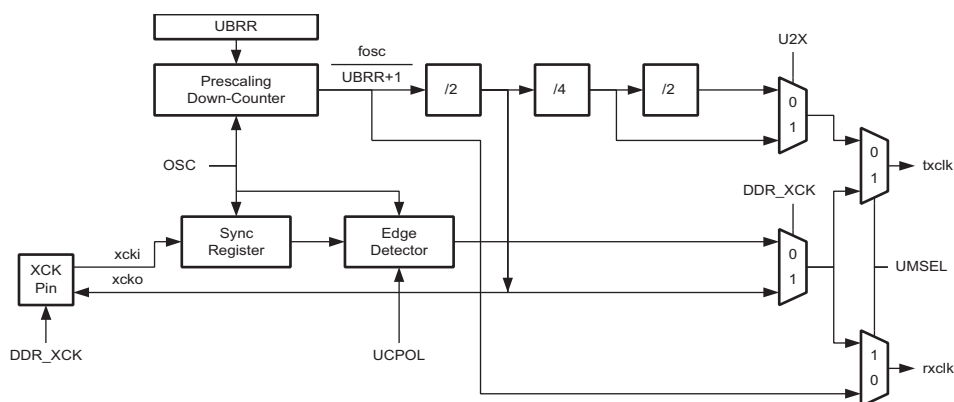 UBRR
fosc
UBRR+1
U2X
Prescaling
Down-Counter
/2
/4
/2
0
1
OSC
0
1
txclk
DDR_XCK
Sync
Register
Edge
Detector
xcki
0
1
UMSEL
XCK
Pin
xcko
DDR_XCK
UCPOL
1
0
rxclk